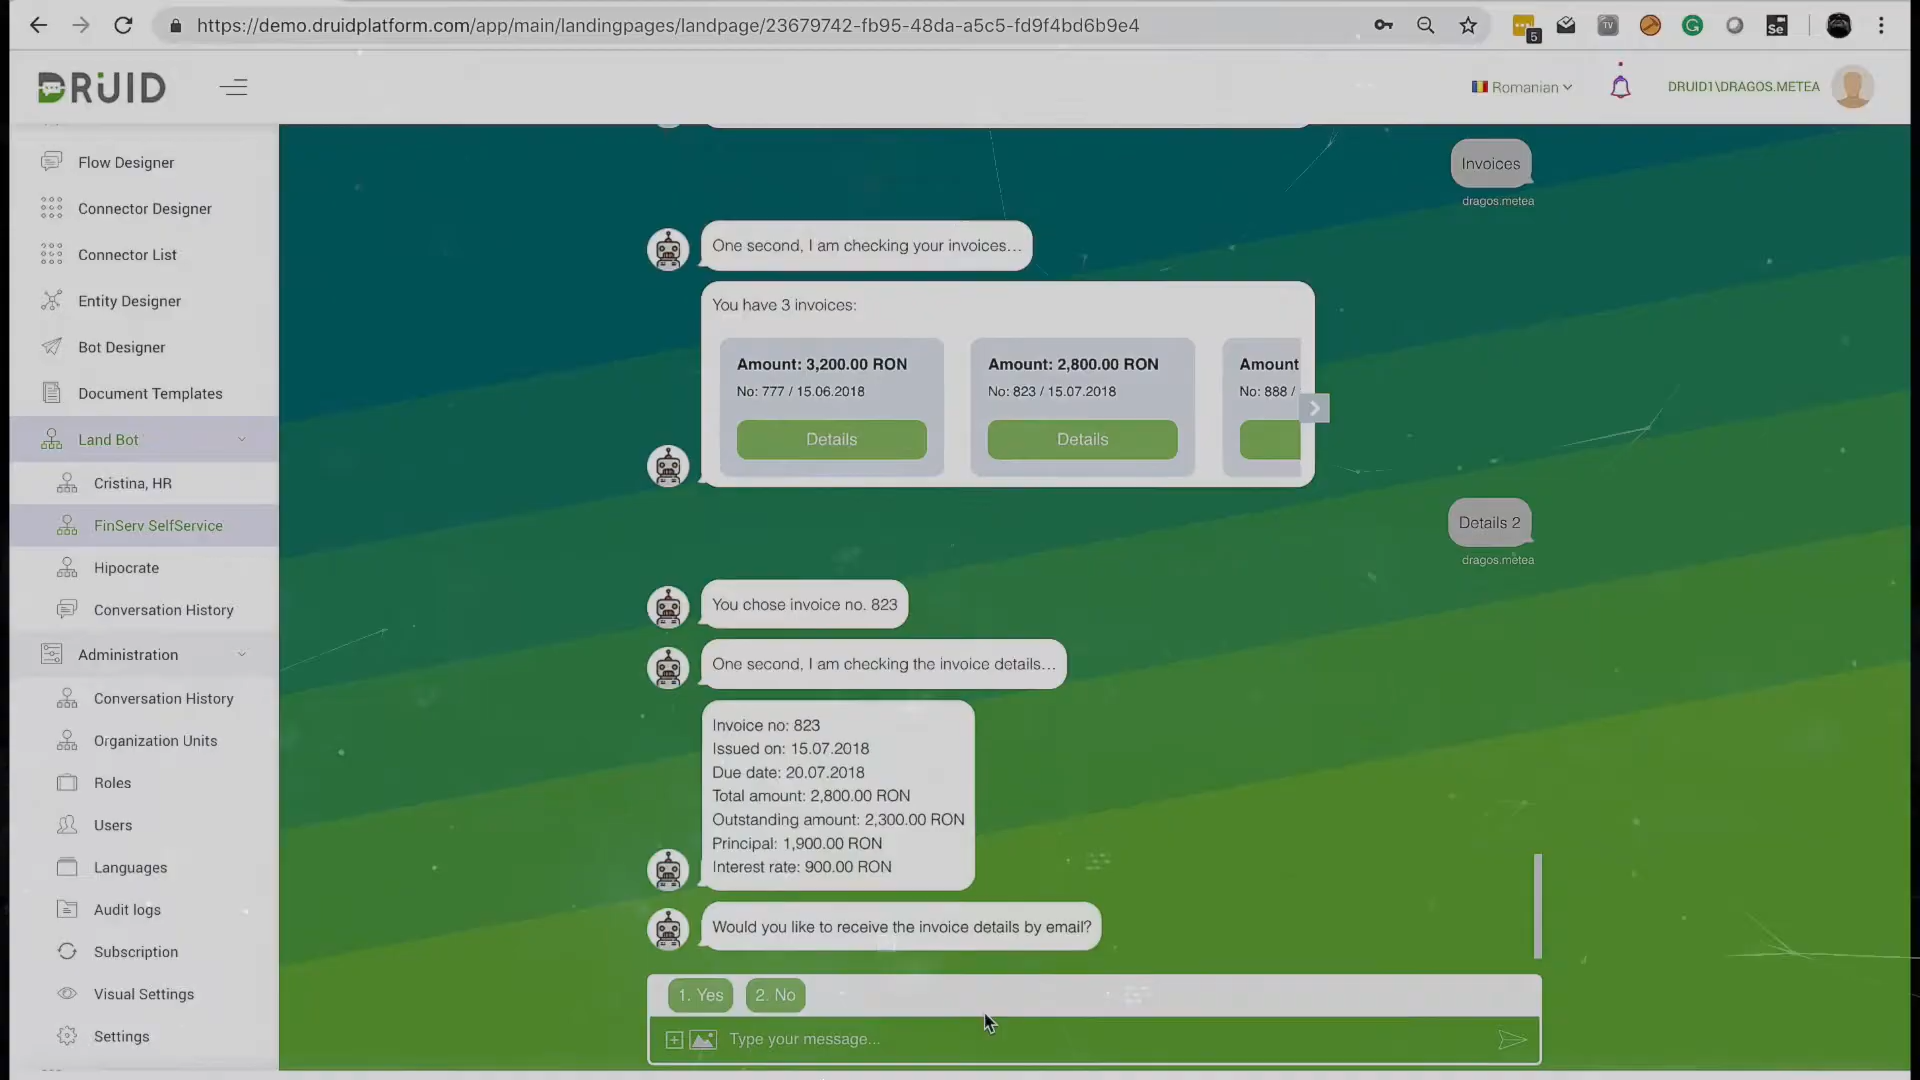 https://demo.druidplatform.com/app/main/landingpages/landpage/23679742-fb95-48da-a5c5-fd9f4bd6b9e4
5
TV
Se
DRUID
Romanian
DRUID1\DRAGOS.METEA
Flow Designer
Connector Designer
Connector List
Entity Designer
Bot Designer
Document Templates
Land Bot
Cristina, HR
FinServ SelfService
Hipocrate
Conversation History
Administration
Conversation History
Organization Units
Roles
Users
Languages
Audit logs
Subscription
Visual Settings
Settings
Invoices
dragos.metea
One second, I am checking your invoices...
You have 3 invoices:
Amount: 3,200.00 RON
No: 777 / 15.06.2018
Details
Amount: 2,800.00 RON
No: 823 / 15.07.2018
Details
Amount
No: 888 /
Details 2
dragos.metea
You chose invoice no. 823
One second, I am checking the invoice details...
Invoice no: 823
Issued on: 15.07.2018
Due date: 20.07.2018
Total amount: 2,800.00 RON
Outstanding amount: 2,300.00 RON
Principal: 1,900.00 RON
Interest rate: 900.00 RON
Would you like to receive the invoice details by email?
1. Yes
2. No
Type your message...